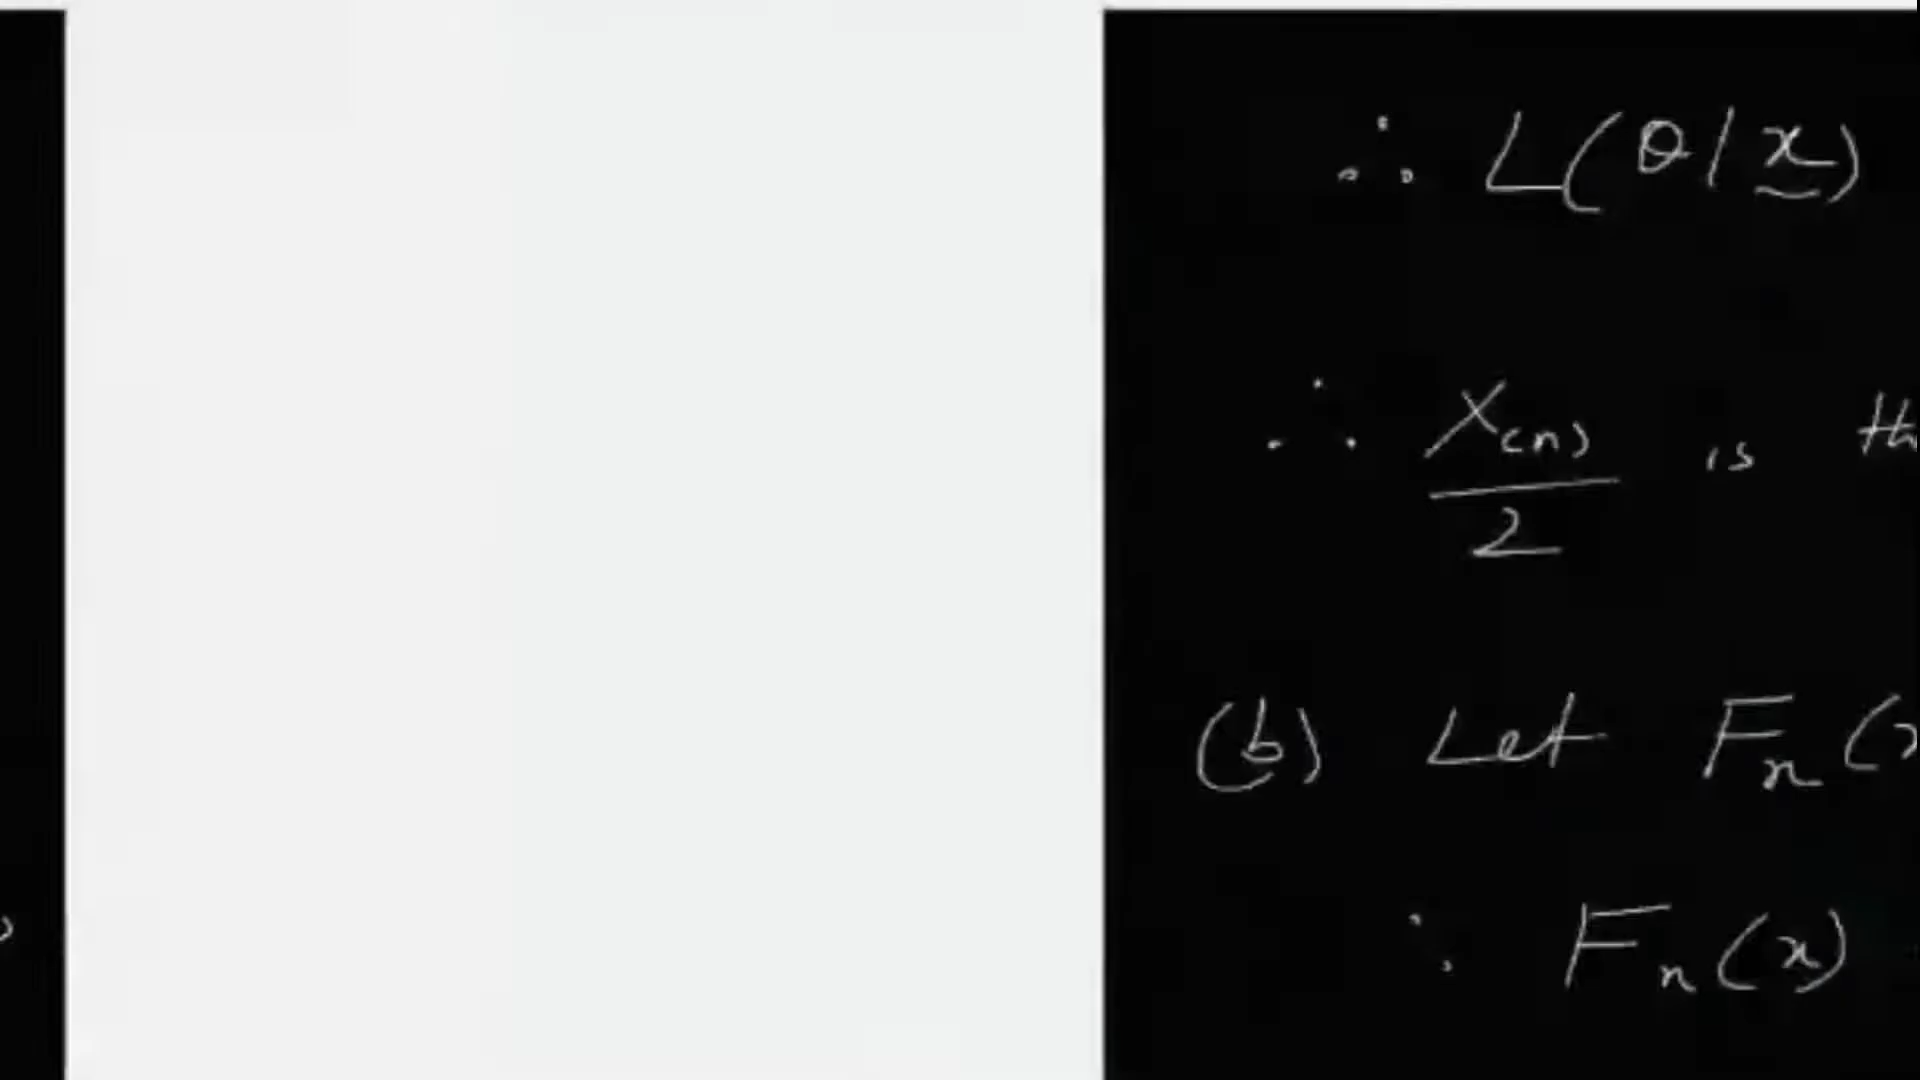 ∴ L(θ|x̰)
∴ X(n)/2 is
(b) Let Fn(
∵ Fn(x)